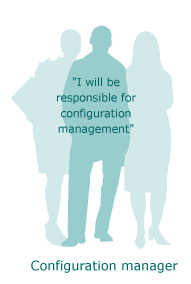 "I will be
responsible for
configuration
management"
Configuration manager